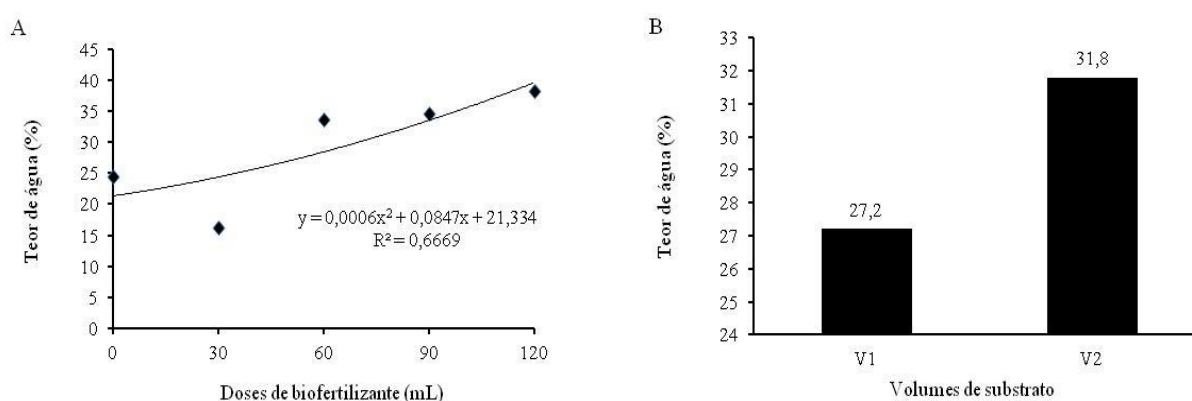 A
45
40
35
30
25
20
15
10
5
0
Teor de água (%)
y = 0,0006x² + 0,0847x + 21,334
R² = 0,6669
0 30 60 90 120
Doses de biofertilizante (mL)
B
33
32
31
30
29
28
27
26
25
24
Teor de água (%)
27,2
31,8
V1 V2
Volumes de substrato